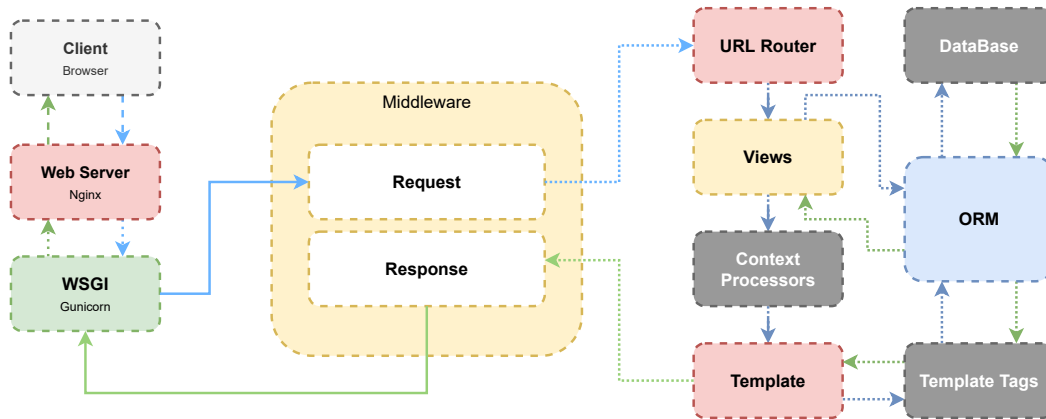 Client
Browser
Web Server
Nginx
WSGI
Gunicorn
Middleware
Request
Response
URL Router
Views
Context
Processors
Template
DataBase
ORM
Template Tags